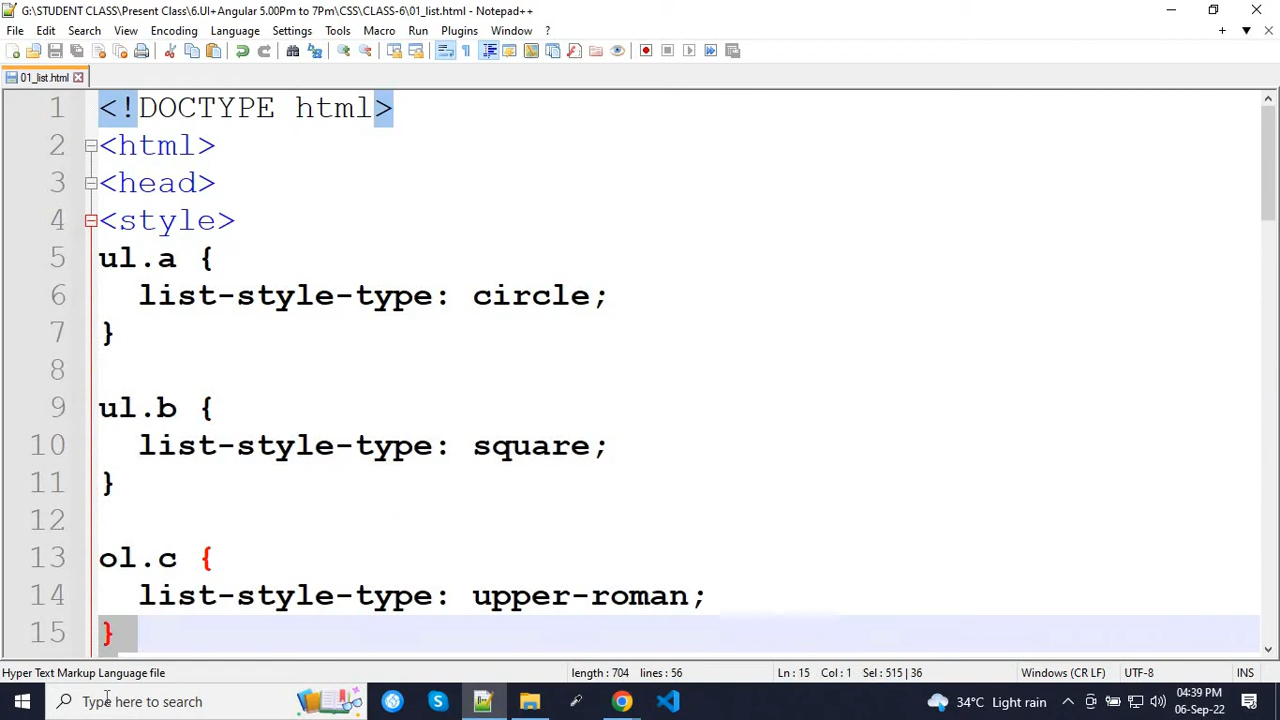 G:\STUDENT CLASS\Present Class\6.UI+Angular 5.00Pm to 7Pm\CSS\CLASS-6\01_list.html - Notepad++
File Edit Search View Encoding Language Settings Tools Macro Run Plugins Window ?
01_list.html
1 <!DOCTYPE html>
2 <html>
3 <head>
4 <style>
5 ul.a {
6 list-style-type: circle;
7 }
8
9 ul.b {
10 list-style-type: square;
11 }
12
13 ol.c {
14 list-style-type: upper-roman;
15 }
Hyper Text Markup Language file length : 704 lines : 56 Ln : 15 Col : 1 Sel : 515 | 36 Windows (CR LF) UTF-8 INS
Type here to search 34°C Light rain 04:39 PM
06-Sep-22